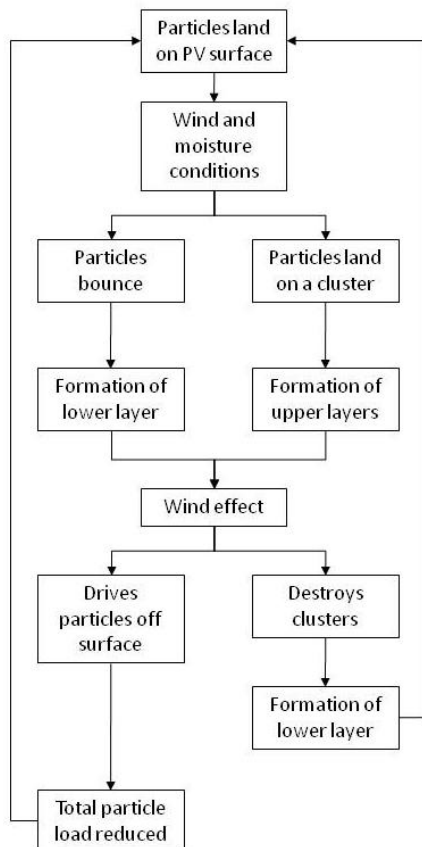 Particles land
on PV surface
Wind and
moisture
conditions
Particles
bounce
Particles land
on a cluster
Formation of
lower layer
Formation of
upper layers
Wind effect
Drives
particles off
surface
Destroys
clusters
Formation of
lower layer
Total particle
load reduced